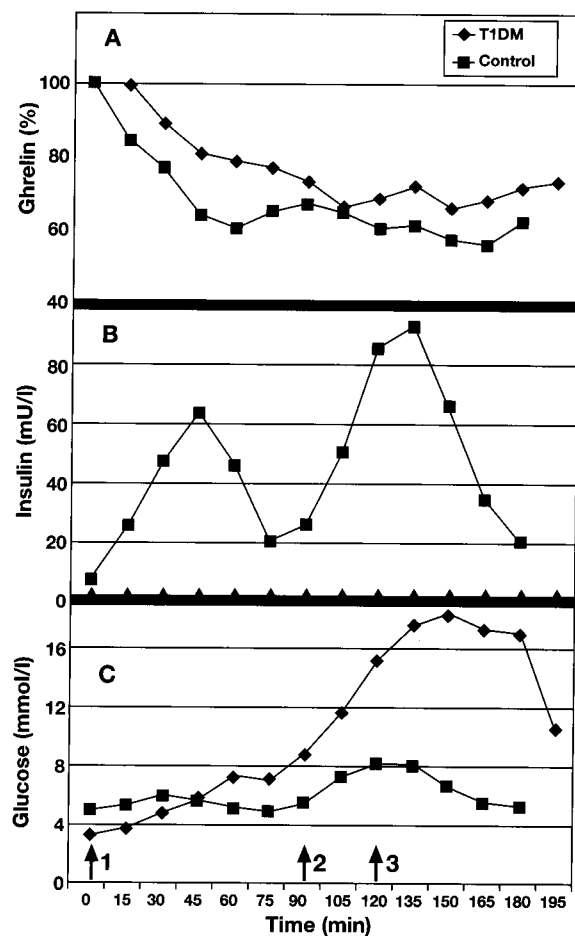 A
T1DM
Control
Ghrelin (%)
100
80
60
40
B
Insulin (mU/l)
80
60
40
20
0
C
Glucose (mmol/l)
16
12
8
4
0
1
2
3
0 15 30 45 60 75 90 105 120 135 150 165 180 195
Time (min)